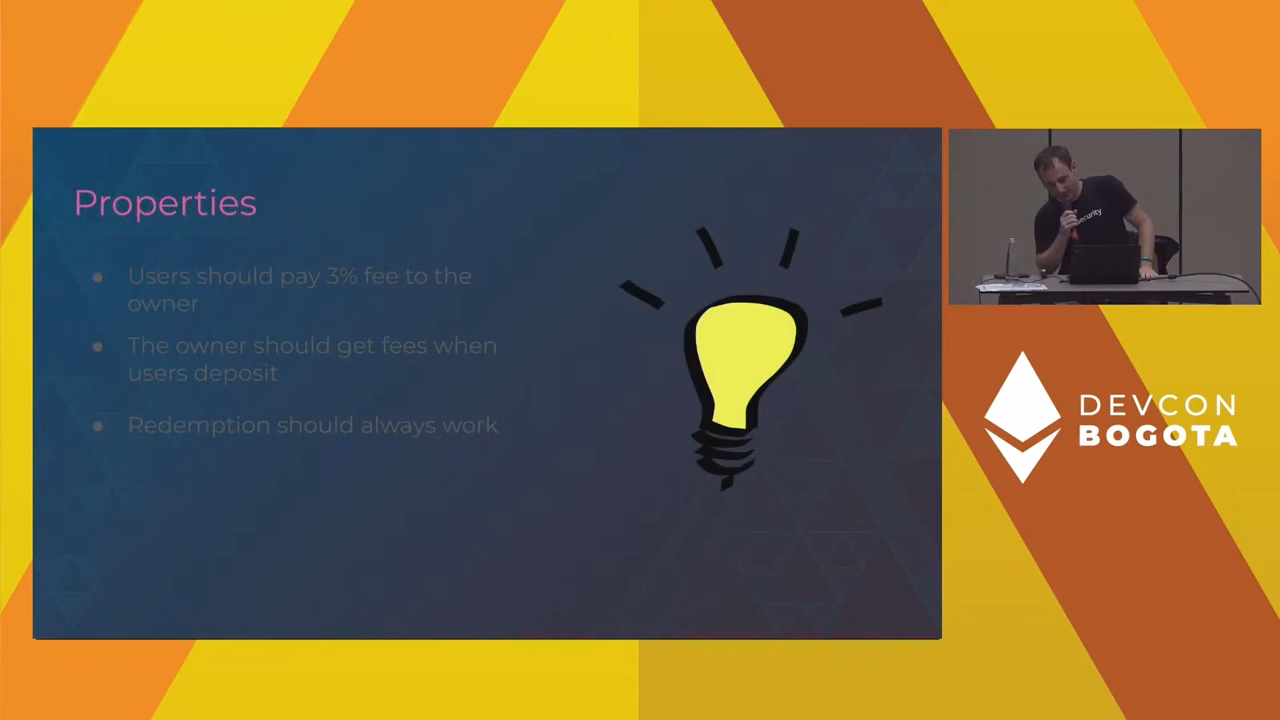 Properties
● Users should pay 3% fee to the
owner
● The owner should get fees when
users deposit
● Redemption should always work
security
DEVCON
BOGOTA